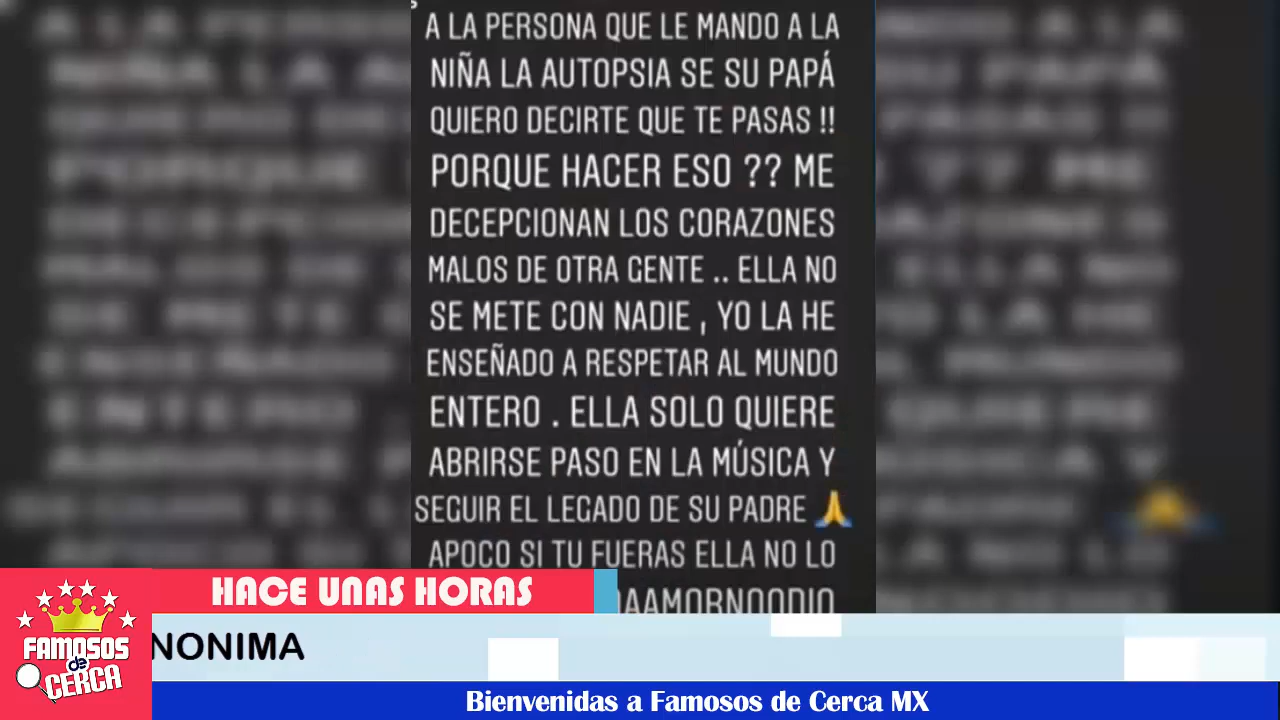 A LA PERSONA QUE LE MANDO A LA
NIÑA LA AUTOPSIA SE SU PAPÁ
QUIERO DECIRTE QUE TE PASAS !!
PORQUE HACER ESO ?? ME
DECEPCIONAN LOS CORAZONES
MALOS DE OTRA GENTE .. ELLA NO
SE METE CON NADIE , YO LA HE
ENSEÑADO A RESPETAR AL MUNDO
ENTERO . ELLA SOLO QUIERE
ABRIRSE PASO EN LA MÚSICA Y
SEGUIR EL LEGADO DE SU PADRE 🙏
APOCO SI TU FUERAS ELLA NO LO
HACE UNAS HORAS
NONIMA
FAMOSOS
de
CERCA
Bienvenidas a Famosos de Cerca MX